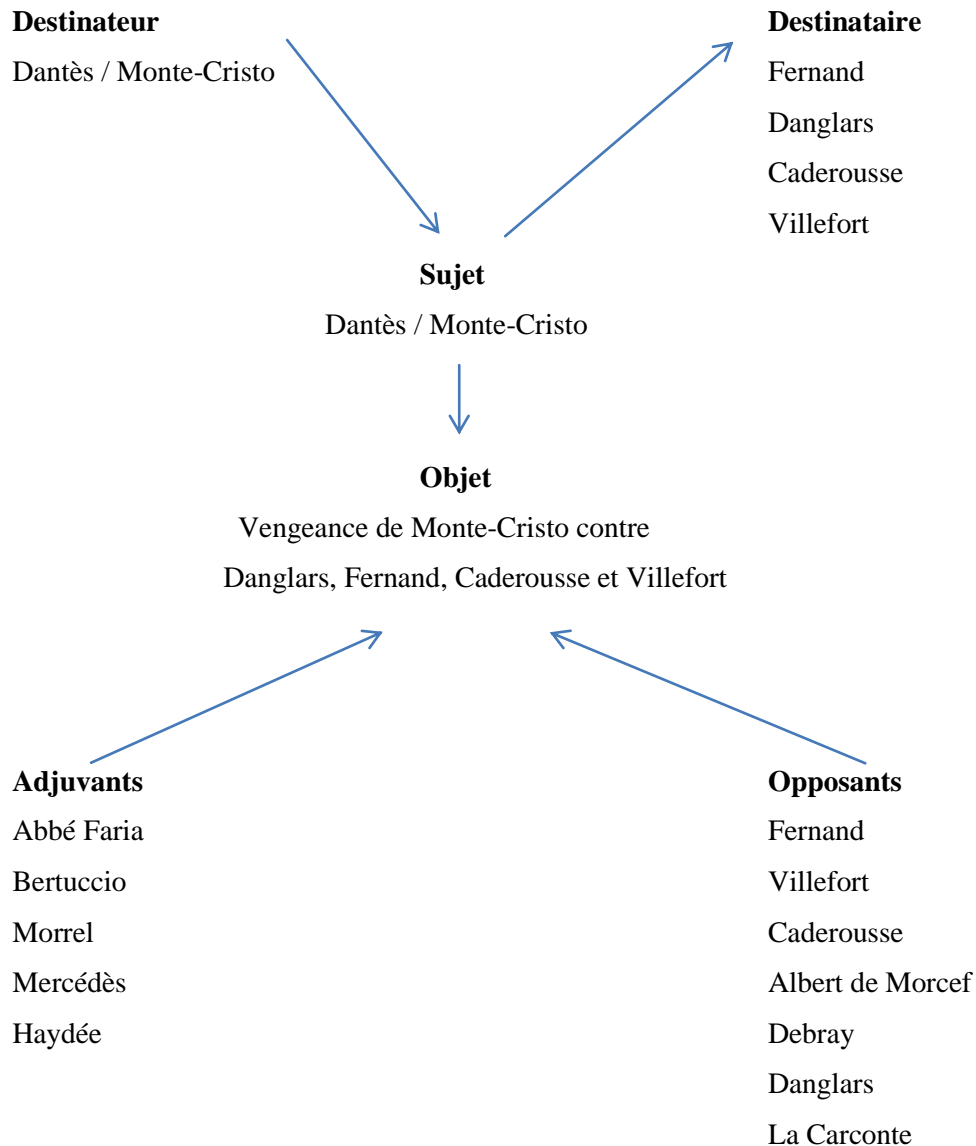 Destinateur
Dantès / Monte-Cristo
Destinataire
Fernand
Danglars
Caderousse
Villefort
Sujet
Dantès / Monte-Cristo
Objet
Vengeance de Monte-Cristo contre
Danglars, Fernand, Caderousse et Villefort
Adjuvants
Abbé Faria
Bertuccio
Morrel
Mercédès
Haydée
Opposants
Fernand
Villefort
Caderousse
Albert de Morcef
Debray
Danglars
La Carconte